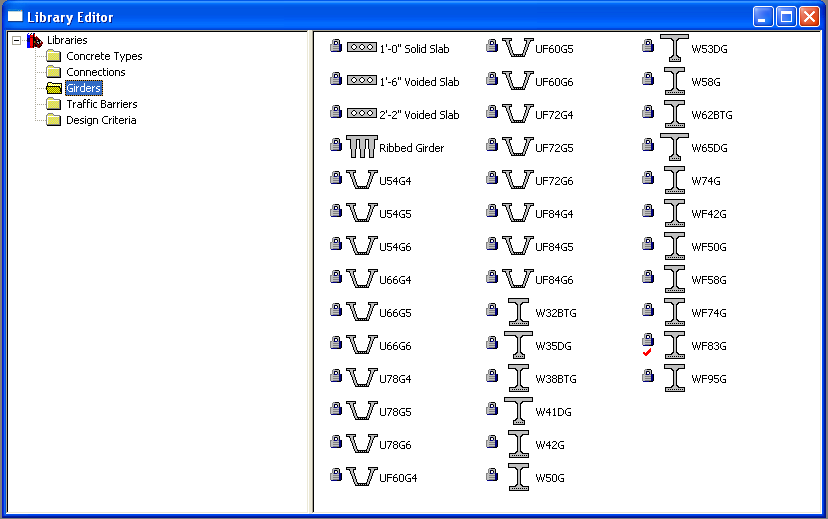 Library Editor
Libraries
Concrete Types
Connections
Girders
Traffic Barriers
Design Criteria
1'-0" Solid Slab
1'-6" Voided Slab
2'-2" Voided Slab
Ribbed Girder
U54G4
U54G5
U54G6
U66G4
U66G5
U66G6
U78G4
U78G5
U78G6
UF60G4
UF60G5
UF60G6
UF72G4
UF72G5
UF72G6
UF84G4
UF84G5
UF84G6
W32BTG
W35DG
W38BTG
W41DG
W42G
W50G
W53DG
W58G
W62BTG
W65DG
W74G
WF42G
WF50G
WF58G
WF74G
WF83G
WF95G